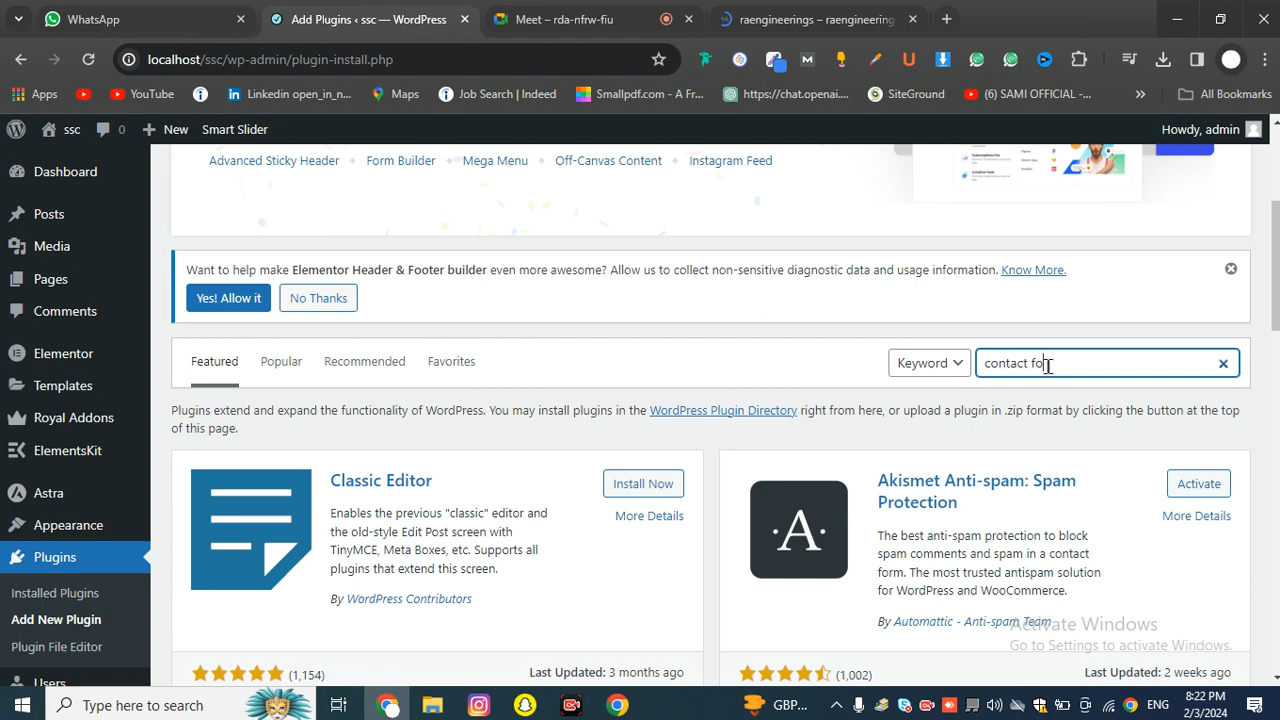 WhatsApp
Add Plugins ‹ ssc — WordPress
Meet – rda-nfrw-fiu
raengineerings – raengineering
localhost/ssc/wp-admin/plugin-install.php
Apps
YouTube
Linkedin open_in_n...
Maps
Job Search | Indeed
Smallpdf.com - A Fr...
https://chat.openai....
SiteGround
(6) SAMI OFFICIAL -...
All Bookmarks
ssc
0
New
Smart Slider
Howdy, admin
Dashboard
Posts
Media
Pages
Comments
Elementor
Templates
Royal Addons
ElementsKit
Astra
Appearance
Plugins
Installed Plugins
Add New Plugin
Plugin File Editor
Users
Advanced Sticky Header
Form Builder
Mega Menu
Off-Canvas Content
Instagram Feed
Want to help make Elementor Header & Footer builder even more awesome? Allow us to collect non-sensitive diagnostic data and usage information. Know More.
Yes! Allow it
No Thanks
Featured
Popular
Recommended
Favorites
Keyword
contact fo
Plugins extend and expand the functionality of WordPress. You may install plugins in the WordPress Plugin Directory right from here, or upload a plugin in .zip format by clicking the button at the top
of this page.
Classic Editor
Install Now
More Details
Enables the previous "classic" editor and
the old-style Edit Post screen with
TinyMCE, Meta Boxes, etc. Supports all
plugins that extend this screen.
By WordPress Contributors
(1,154)
Last Updated: 3 months ago
Akismet Anti-spam: Spam
Protection
Activate
More Details
The best anti-spam protection to block
spam comments and spam in a contact
form. The most trusted antispam solution
for WordPress and WooCommerce.
By Automattic - Anti-spam Team
(1,002)
Last Updated: 2 weeks ago
Activate Windows
Go to Settings to activate Windows.
Type here to search
GBP...
ENG
8:22 PM
2/3/2024